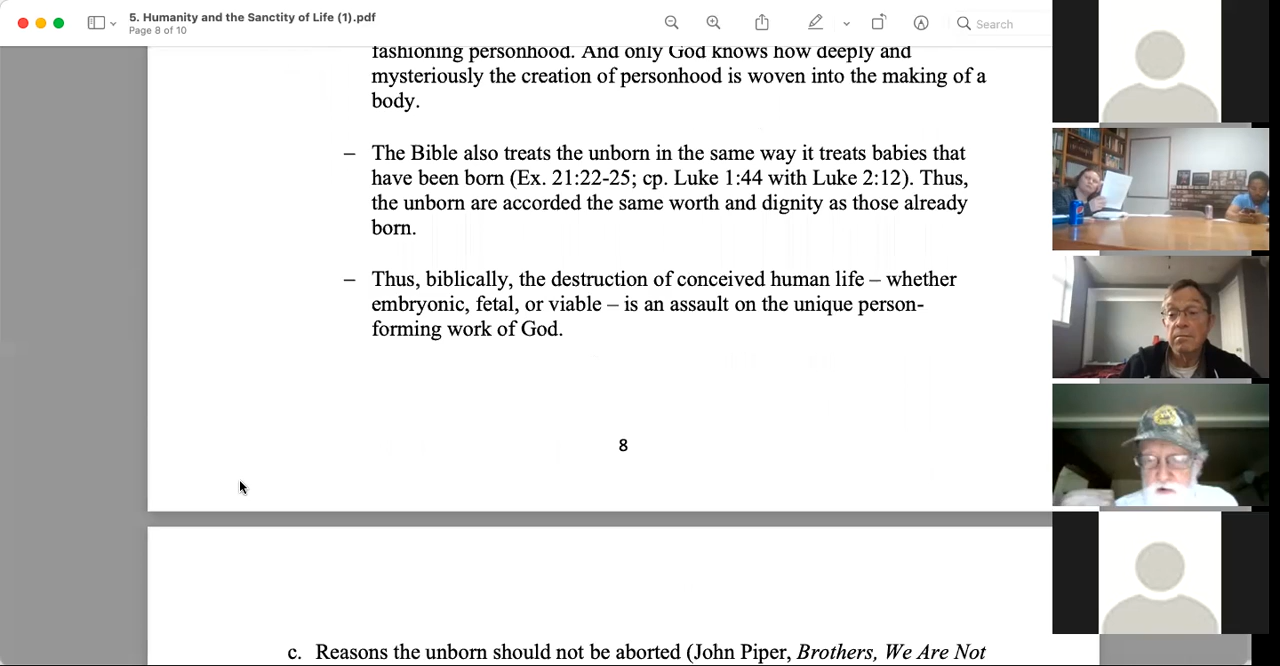 5. Humanity and the Sanctity of Life (1).pdf
Page 8 of 10
Search
fashioning personhood. And only God knows how deeply and
mysteriously the creation of personhood is woven into the making of a
body.
– The Bible also treats the unborn in the same way it treats babies that
have been born (Ex. 21:22-25; cp. Luke 1:44 with Luke 2:12). Thus,
the unborn are accorded the same worth and dignity as those already
born.
– Thus, biblically, the destruction of conceived human life – whether
embryonic, fetal, or viable – is an assault on the unique person-
forming work of God.
8
c. Reasons the unborn should not be aborted (John Piper, Brothers, We Are Not